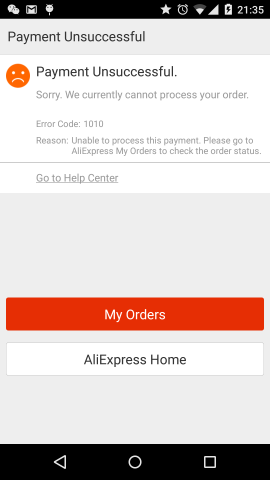 21:35
Payment Unsuccessful
Payment Unsuccessful.
Sorry. We currently cannot process your order.
Error Code: 1010
Reason: Unable to process this payment. Please go to
AliExpress My Orders to check the order status.
Go to Help Center
My Orders
AliExpress Home